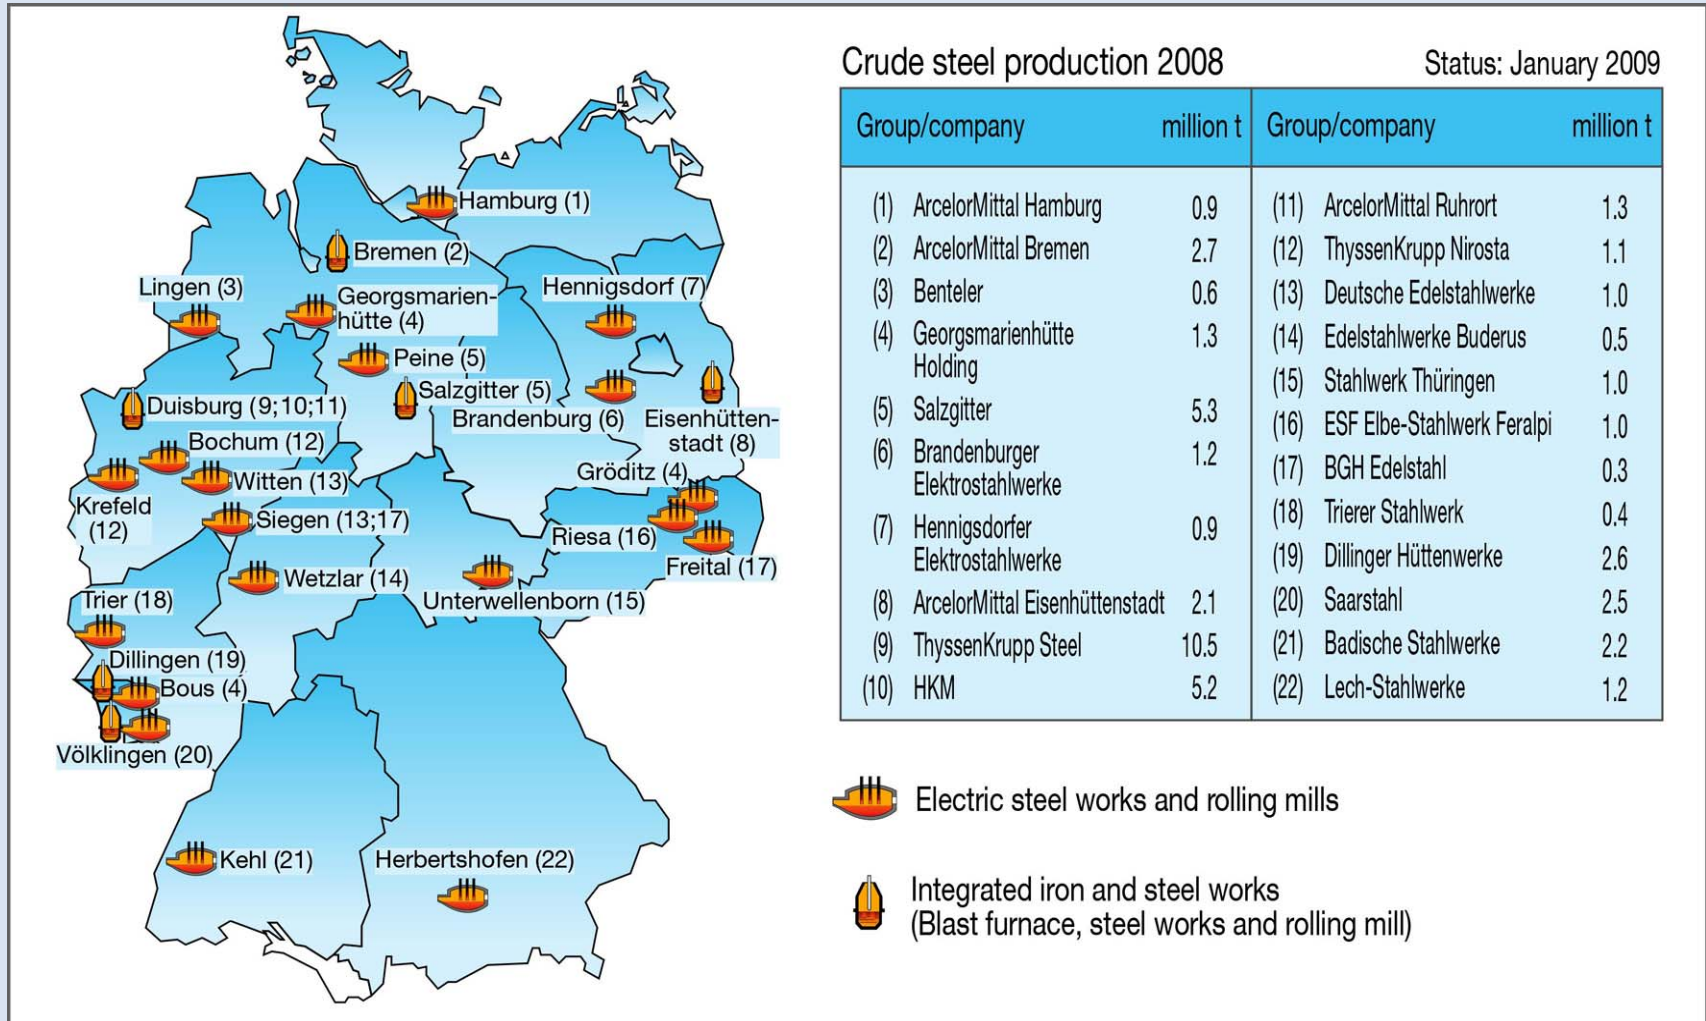 Crude steel production 2008
Status: January 2009
Group/company million t
Group/company million t
(1) ArcelorMittal Hamburg 0.9
(2) ArcelorMittal Bremen 2.7
(3) Benteler 0.6
(4) Georgsmarienhütte 1.3
Holding
(5) Salzgitter 5.3
(6) Brandenburger 1.2
Elektrostahlwerke
(7) Hennigsdorfer 0.9
Elektrostahlwerke
(8) ArcelorMittal Eisenhüttenstadt 2.1
(9) ThyssenKrupp Steel 10.5
(10) HKM 5.2
(11) ArcelorMittal Ruhrort 1.3
(12) ThyssenKrupp Nirosta 1.1
(13) Deutsche Edelstahlwerke 1.0
(14) Edelstahlwerke Buderus 0.5
(15) Stahlwerk Thüringen 1.0
(16) ESF Elbe-Stahlwerk Feralpi 1.0
(17) BGH Edelstahl 0.3
(18) Trierer Stahlwerk 0.4
(19) Dillinger Hüttenwerke 2.6
(20) Saarstahl 2.5
(21) Badische Stahlwerke 2.2
(22) Lech-Stahlwerke 1.2
Electric steel works and rolling mills
Integrated iron and steel works
(Blast furnace, steel works and rolling mill)
Hamburg (1)
Bremen (2)
Lingen (3)
Georgsmarien-
hütte (4)
Hennigsdorf (7)
Peine (5)
Salzgitter (5)
Brandenburg (6)
Eisenhütten-
stadt (8)
Duisburg (9;10;11)
Bochum (12)
Witten (13)
Krefeld
(12)
Siegen (13;17)
Gröditz (4)
Riesa (16)
Freital (17)
Wetzlar (14)
Unterwellenborn (15)
Trier (18)
Dillingen (19)
Bous (4)
Völklingen (20)
Kehl (21)
Herbertshofen (22)